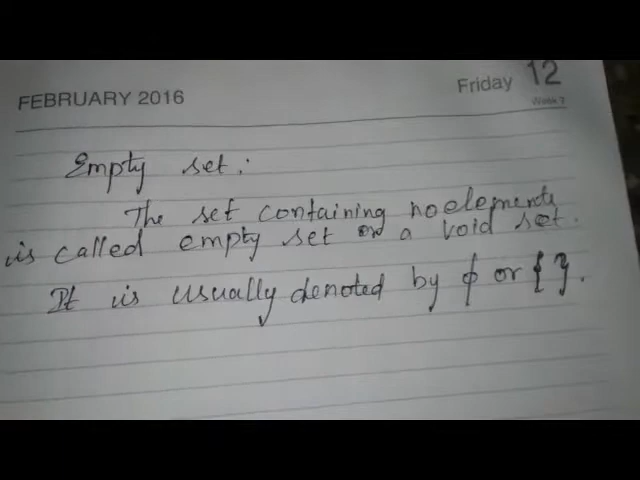 FEBRUARY 2016
Friday 12
Week 7
Empty set:
The set containing no elements
is called empty set or a void set.
It is usually denoted by ϕ or { }.